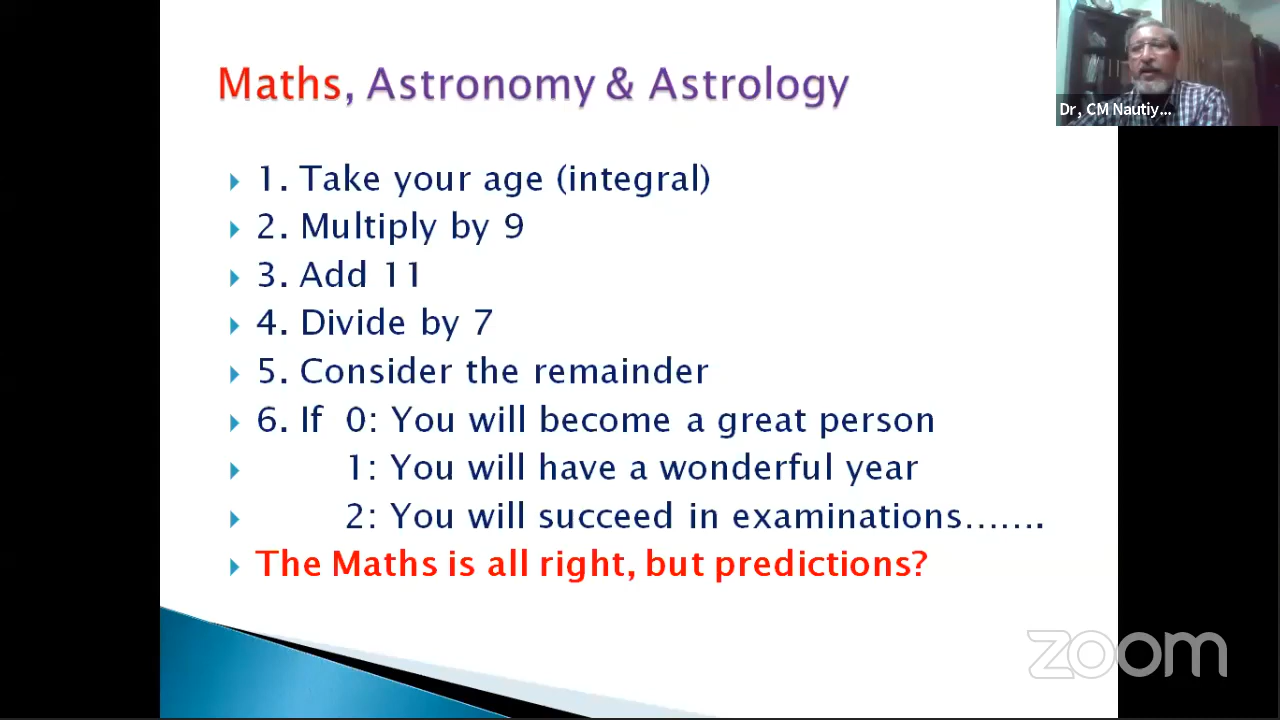 Maths, Astronomy & Astrology
Dr, CM Nautiy...
1. Take your age (integral)
2. Multiply by 9
3. Add 11
4. Divide by 7
5. Consider the remainder
6. If 0: You will become a great person
1: You will have a wonderful year
2: You will succeed in examinations…….
The Maths is all right, but predictions?
zoom